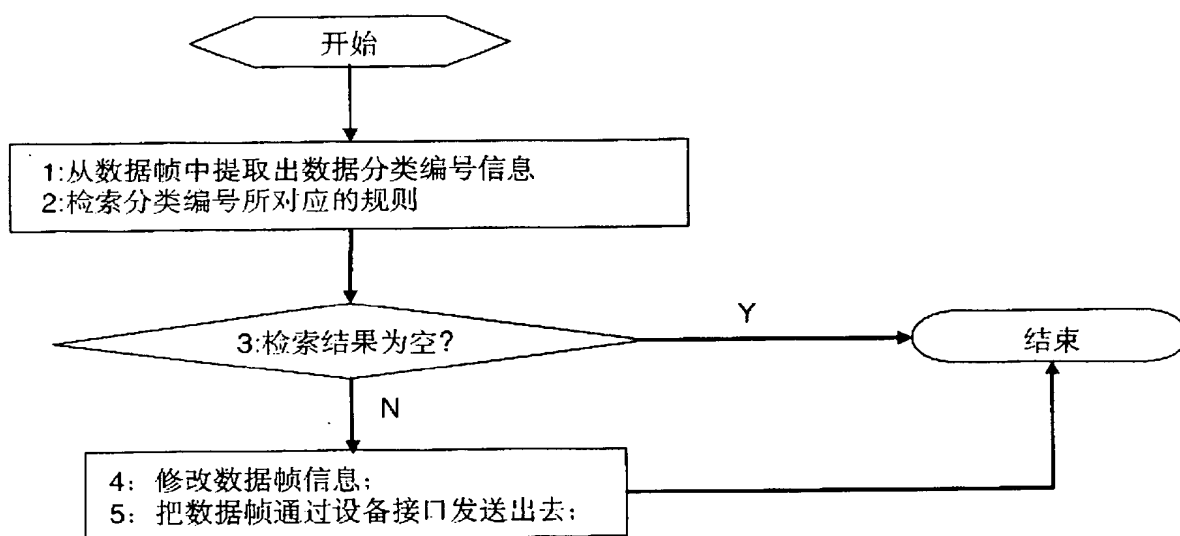 开始
1:从数据帧中提取出数据分类编号信息
2:检索分类编号所对应的规则
3:检索结果为空?
Y
结束
N
4：修改数据帧信息；
5：把数据帧通过设备接口发送出去；